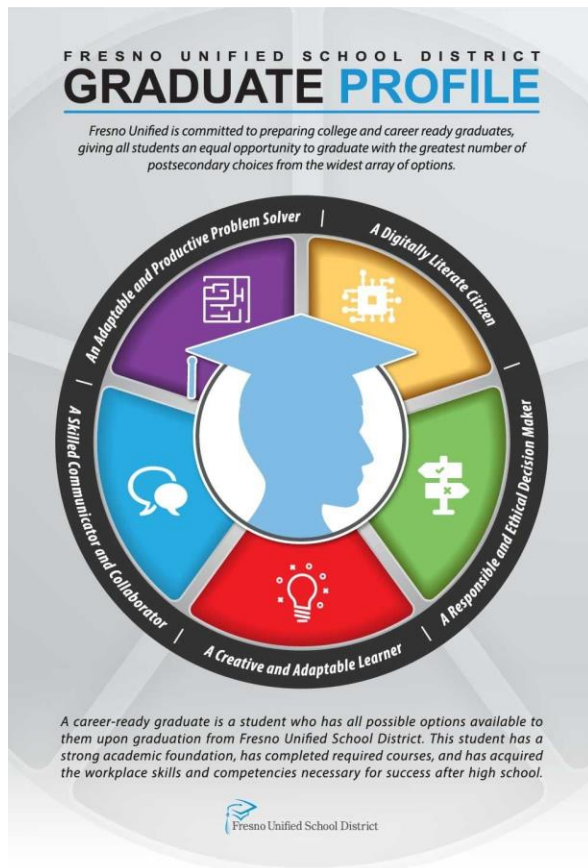 FRESNO UNIFIED SCHOOL DISTRICT
GRADUATE PROFILE
Fresno Unified is committed to preparing college and career ready graduates,
giving all students an equal opportunity to graduate with the greatest number of
postsecondary choices from the widest array of options.
An Adaptable and Productive Problem Solver
A Digitally Literate Citizen
A Responsible and Ethical Decision Maker
A Creative and Adaptable Learner
A Skilled Communicator and Collaborator
A career-ready graduate is a student who has all possible options available to
them upon graduation from Fresno Unified School District. This student has a
strong academic foundation, has completed required courses, and has acquired
the workplace skills and competencies necessary for success after high school.
Fresno Unified School District